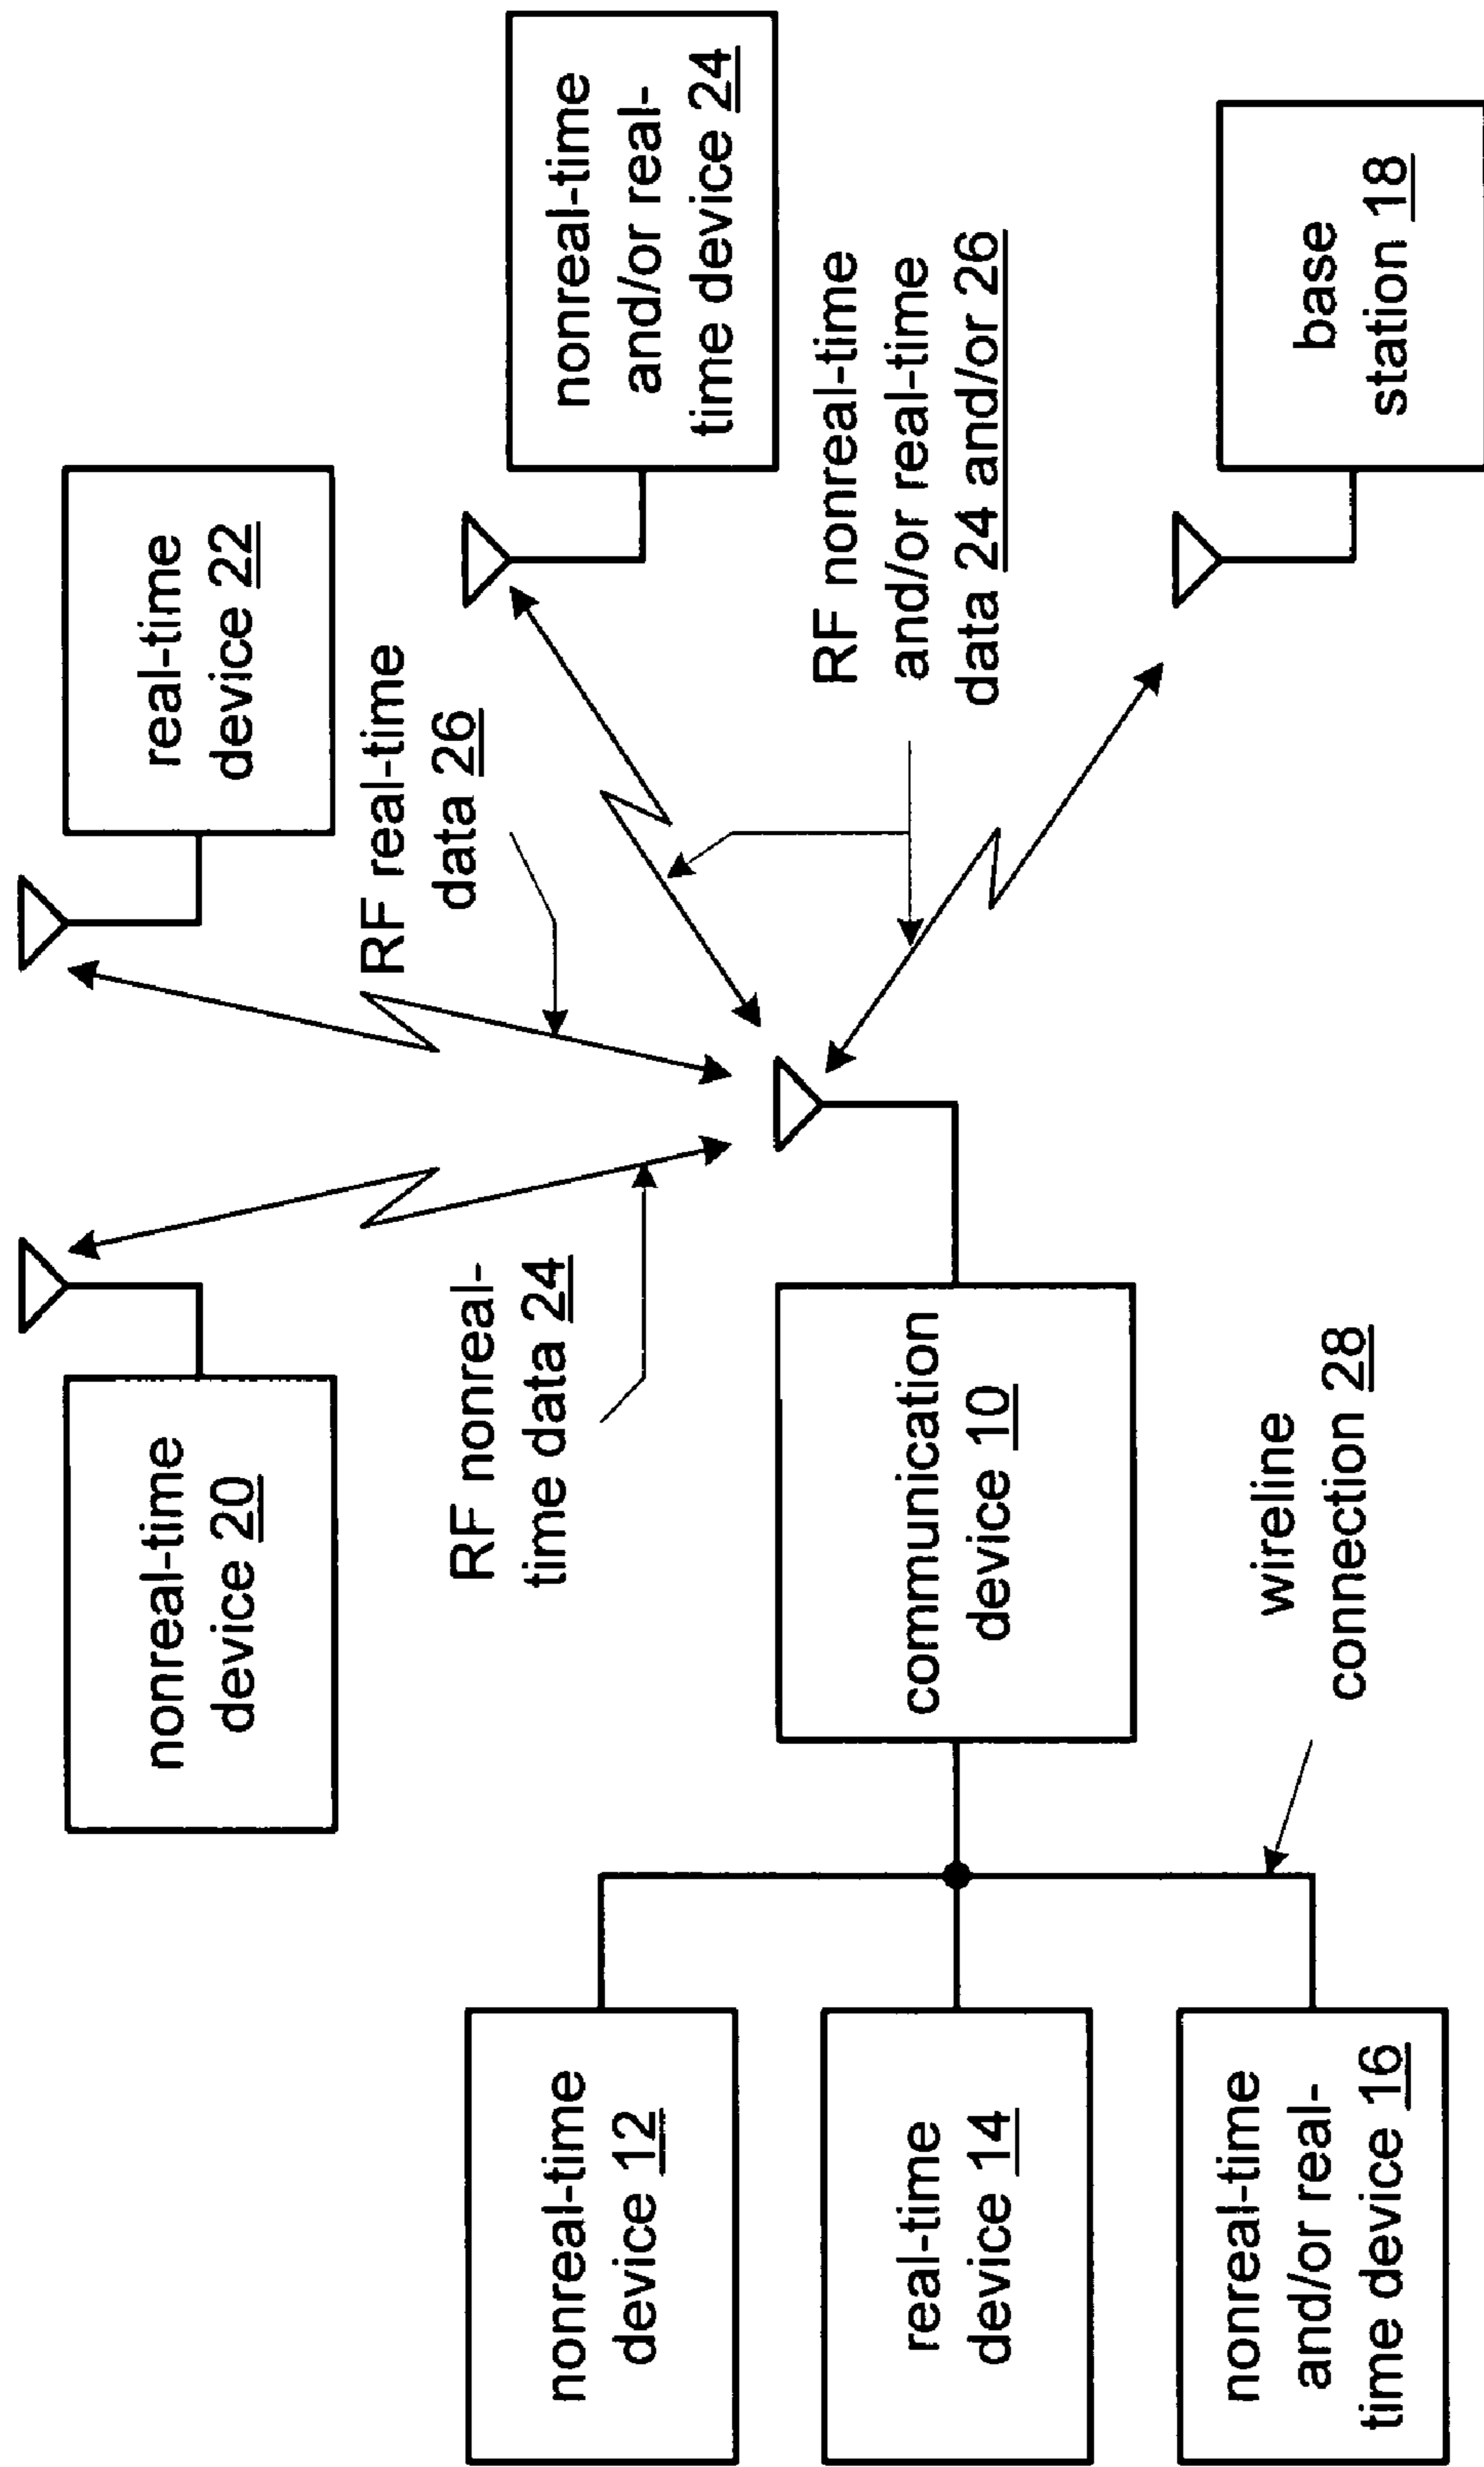 nonreal-time
device 20
real-time
device 22
RF real-time
data 26
RF nonreal-
time data 24
nonreal-time
and/or real-
time device 24
nonreal-time
device 12
real-time
device 14
nonreal-time
and/or real-
time device 16
communication
device 10
RF nonreal-time
and/or real-time
data 24 and/or 26
wireline
connection 28
base
station 18